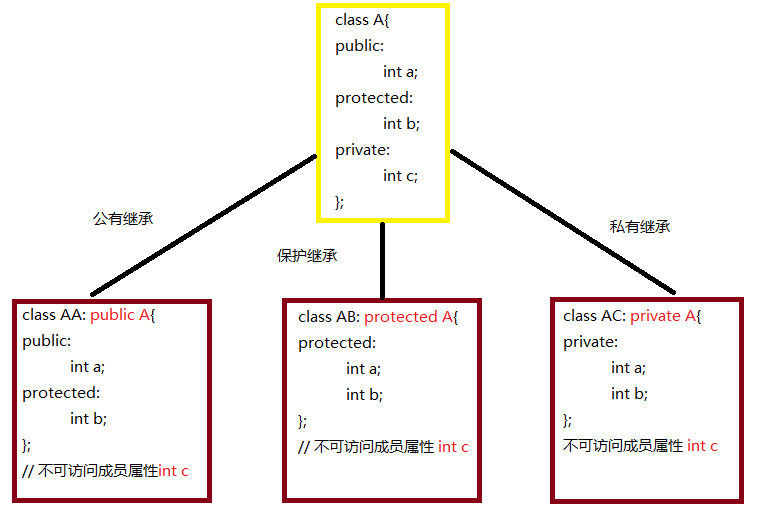 class A{
public:
int a;
protected:
int b;
private:
int c;
};
公有继承
保护继承
私有继承
class AA: public A{
public:
int a;
protected:
int b;
};
// 不可访问成员属性int c
class AB: protected A{
protected:
int a;
int b;
};
// 不可访问成员属性 int c
class AC: private A{
private:
int a;
int b;
};
不可访问成员属性 int c